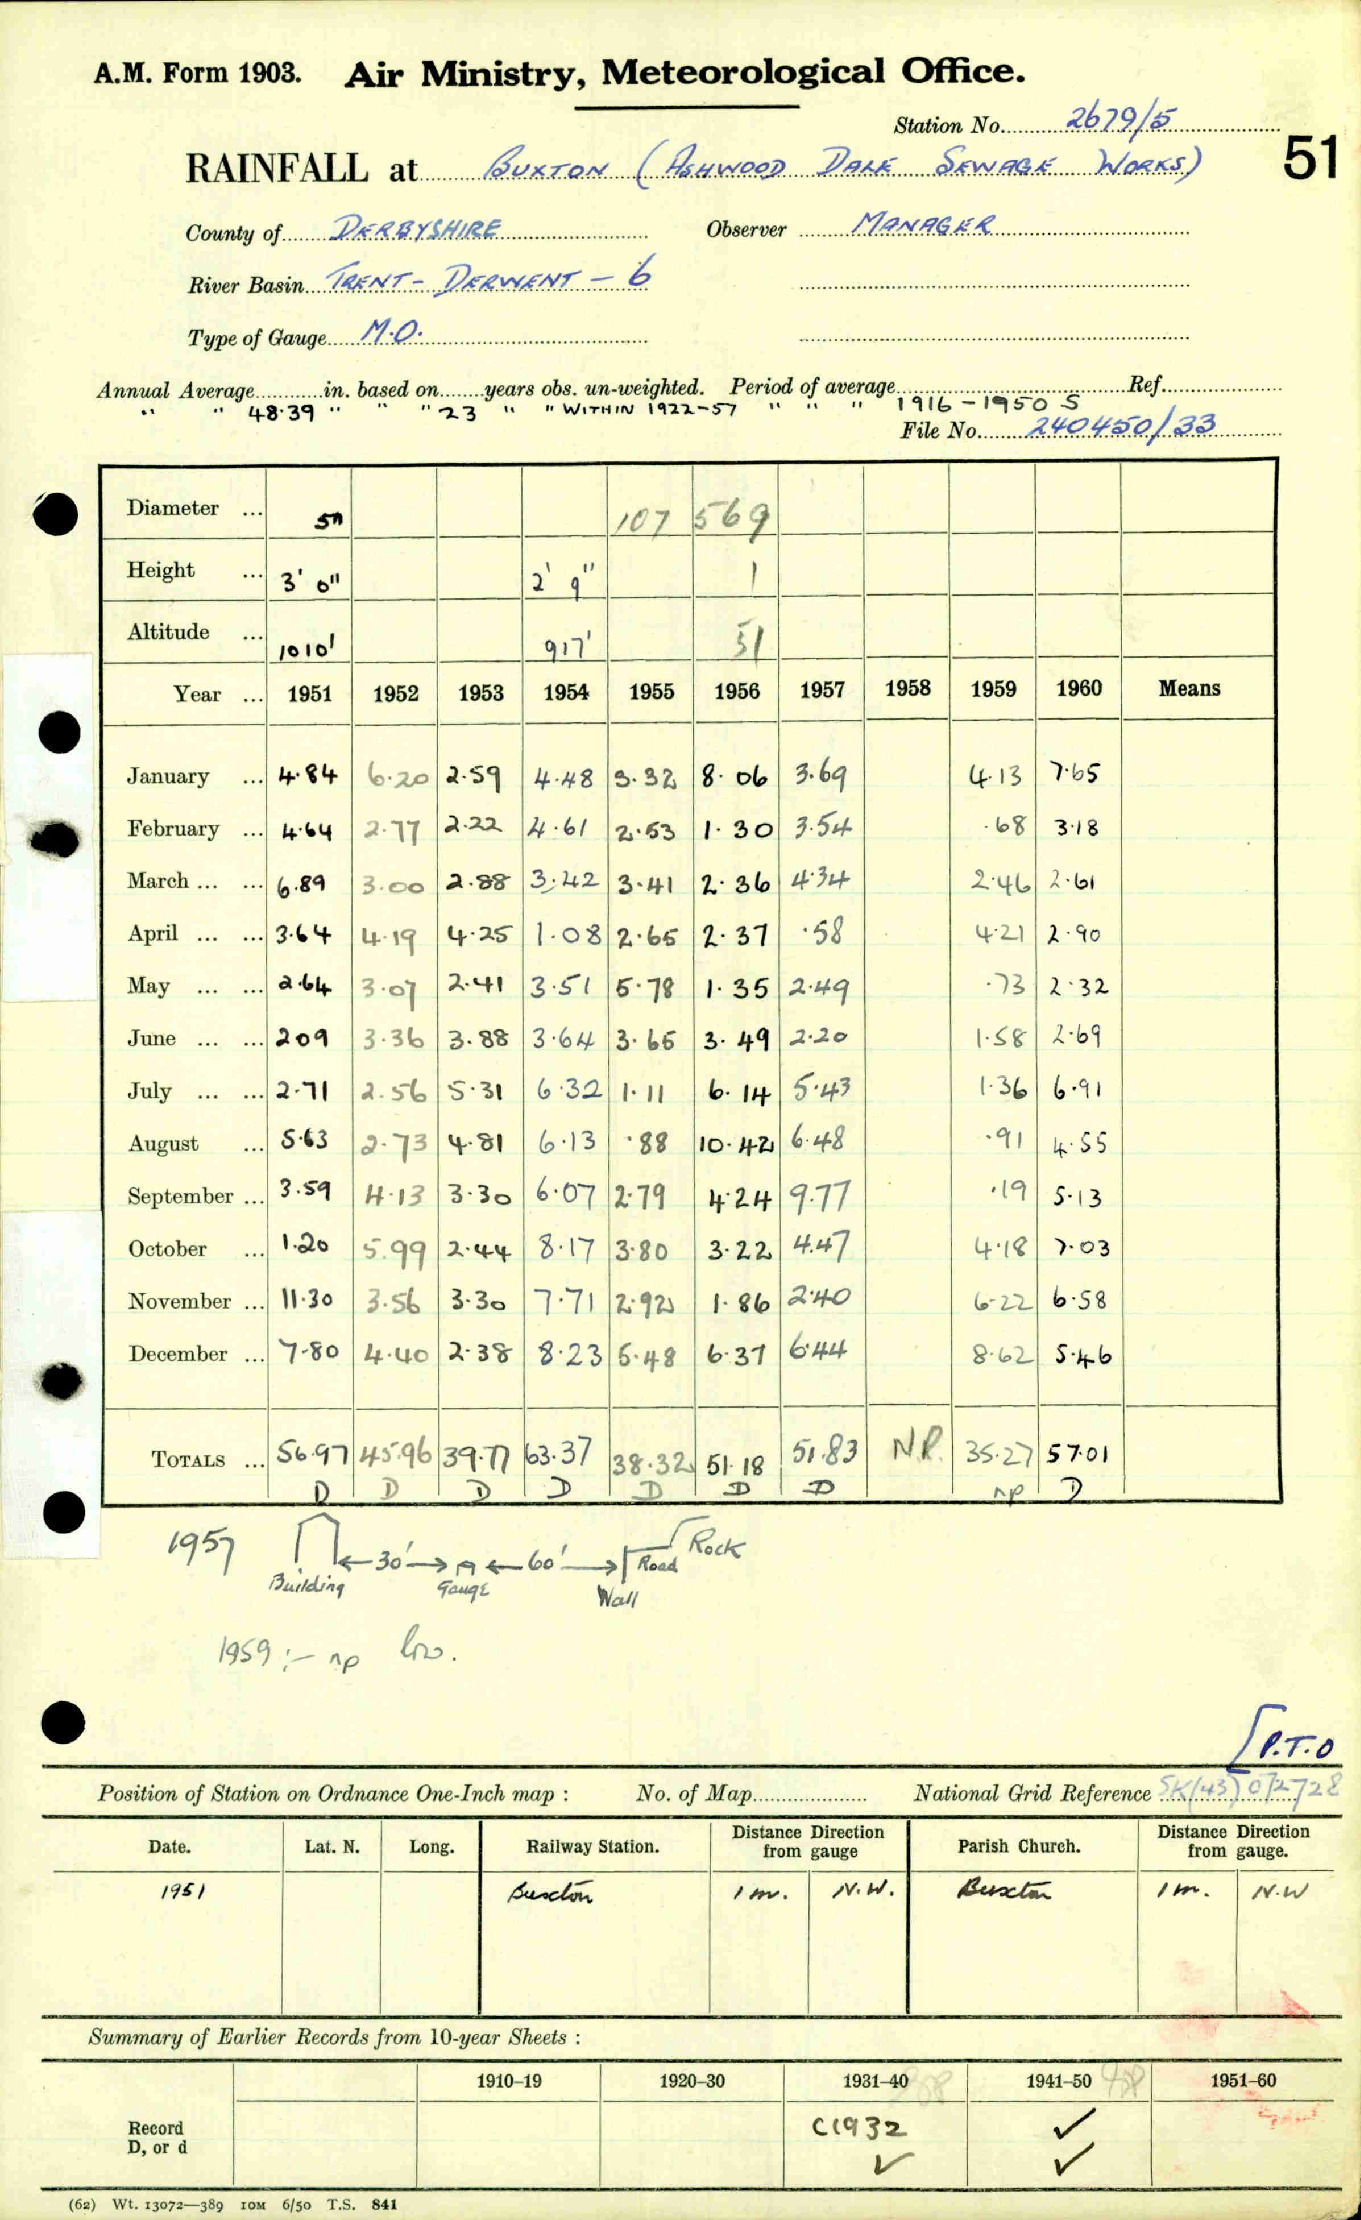 A.M. Form 1903. Air Ministry, Meteorological Office.
Station No. 2679/5
RAINFALL at BUXTON (ASHWOOD DALE SEWAGE WORKS) 51
County of DERBYSHIRE Observer MANAGER
River Basin TRENT - DERWENT - 6
Type of Gauge M.O.
Annual Average in. based on years obs. un-weighted. Period of average Ref.
" " 48.39 " " " 23 " " WITHIN 1922-57 " " " 1916-1950 S
File No. 240450/33
Diameter ... 5" 107 569
Height ... 3' 0" 2' 9" 1
Altitude ... 1010' 917' 51
Year ... 1951 1952 1953 1954 1955 1956 1957 1958 1959 1960 Means
January ... 4.84 6.20 2.59 4.48 3.32 8.06 3.69 4.13 7.65
February ... 4.64 2.77 2.22 4.61 2.53 1.30 3.54 .68 3.18
March ... ... 6.89 3.00 2.88 3.42 3.41 2.36 4.34 2.46 2.61
April ... ... 3.64 4.19 4.25 1.08 2.65 2.37 .58 4.21 2.90
May ... ... 2.64 3.07 2.41 3.51 5.78 1.35 2.49 .73 2.32
June ... ... 209 3.36 3.88 3.64 3.65 3.49 2.20 1.58 2.69
July ... ... 2.71 2.56 5.31 6.32 1.11 6.14 5.43 1.36 6.91
August ... 5.63 2.73 4.81 6.13 .88 10.42 6.48 .91 4.55
September ... 3.59 4.13 3.30 6.07 2.79 4.24 9.77 .19 5.13
October ... 1.20 5.99 2.44 8.17 3.80 3.22 4.47 4.18 7.03
November ... 11.30 3.56 3.30 7.71 2.92 1.86 2.40 6.22 6.58
December ... 7.80 4.40 2.38 8.23 5.48 6.37 6.44 8.62 5.46
TOTALS ... 56.97 45.96 39.77 63.37 38.32 51.18 51.83 N.P. 35.27 57.01
D D D D D D D np D
1957 ←30'→ ←60'→ Road Rock
Building Gauge Wall
1959 :- np low.
[P.T.O
Position of Station on Ordnance One-Inch map : No. of Map National Grid Reference SK(43) 072728
Date. Lat. N. Long. Railway Station. Distance Direction from gauge Parish Church. Distance Direction from gauge.
1951 Buxton 1 m. N.W. Buxton 1 m. N.W
Summary of Earlier Records from 10-year Sheets :
1910–19 1920–30 1931–40 1941–50 1951–60
Record C1932 ✓
D, or d ✓ ✓
(62) Wt. 13072—389 10M 6/50 T.S. 841